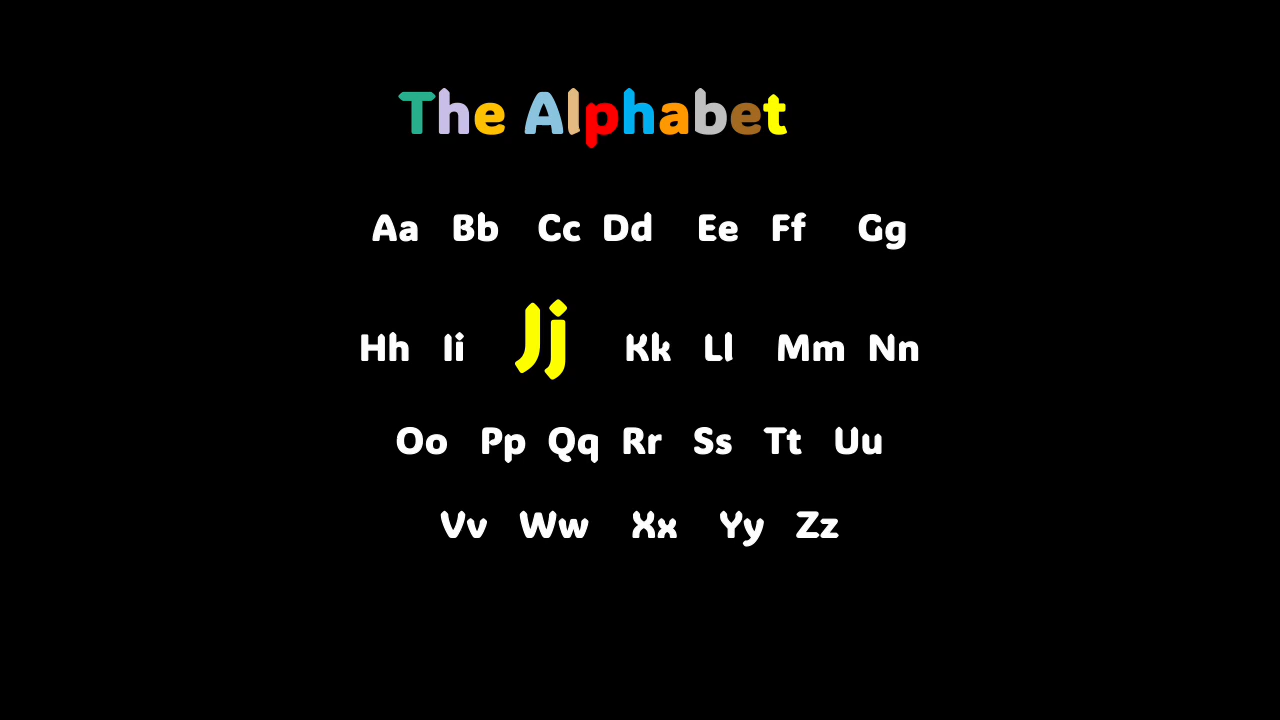 The Alphabet
Aa Bb Cc Dd Ee Ff Gg
Hh Ii Jj Kk Ll Mm Nn
Oo Pp Qq Rr Ss Tt Uu
Vv Ww Xx Yy Zz